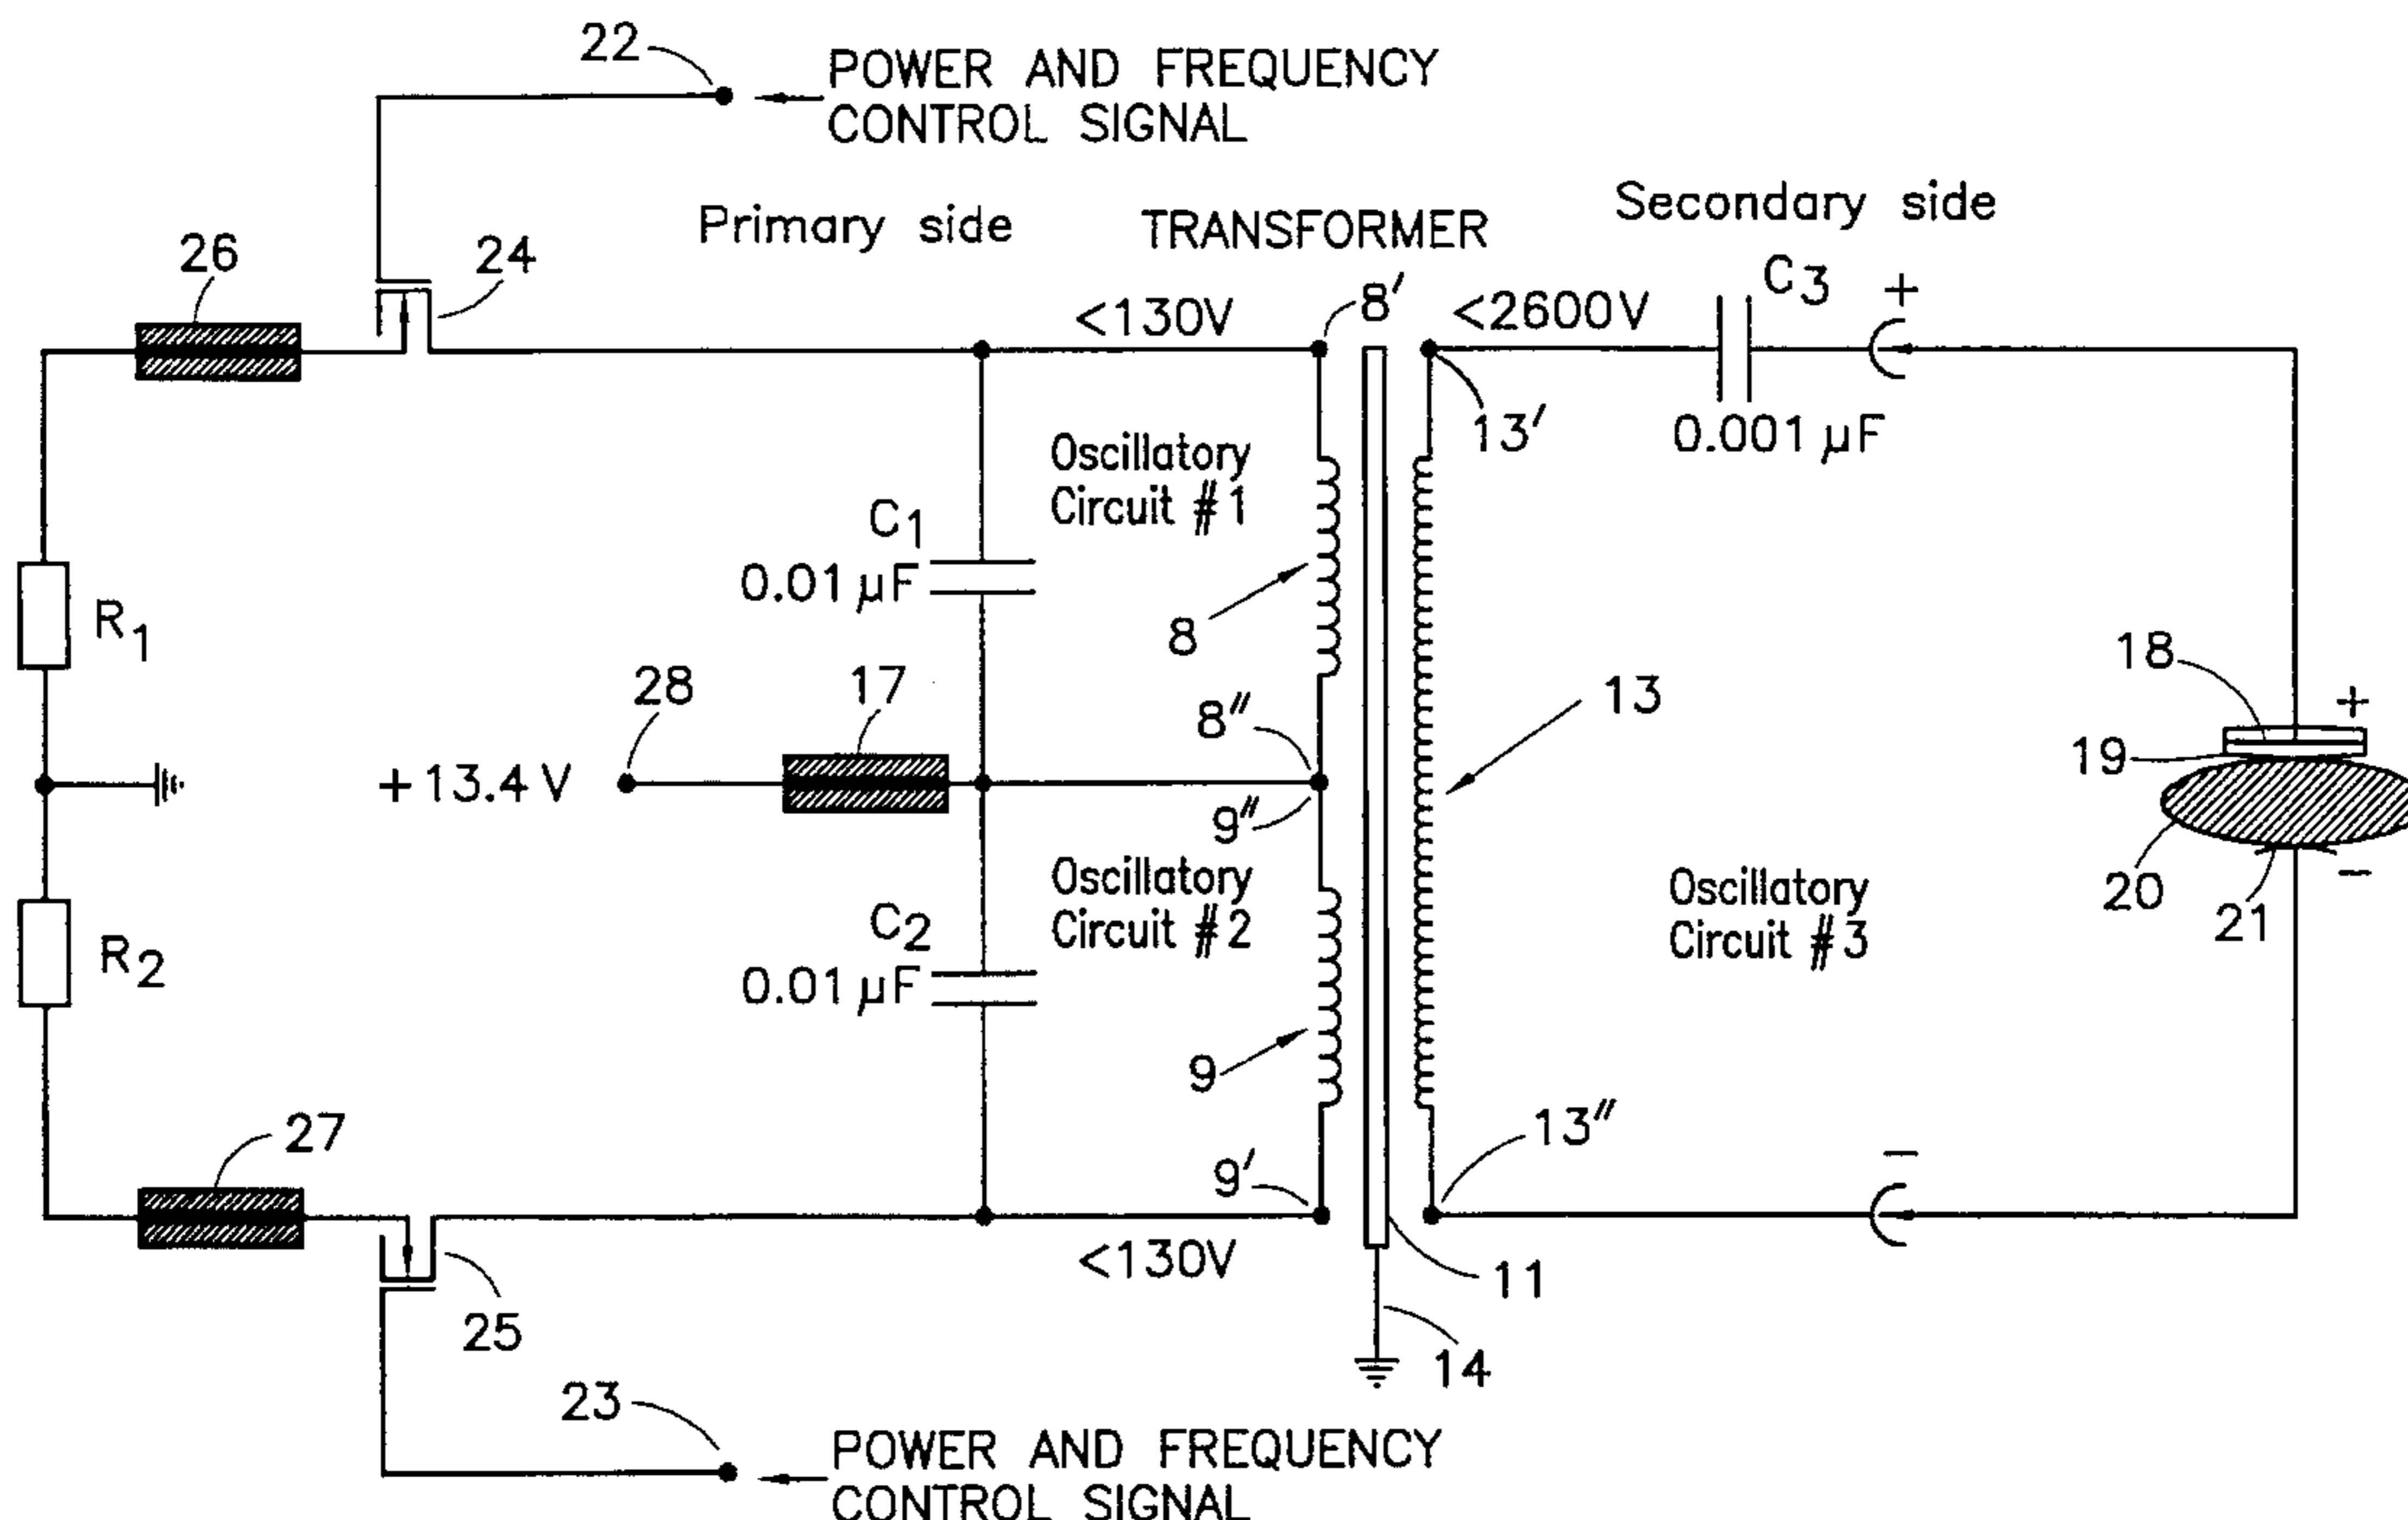 22
POWER AND FREQUENCY
CONTROL SIGNAL
Primary side
TRANSFORMER
Secondary side
26
24
<130V
8′
<2600V
C3
+
13′
0.001 µF
Oscillatory
Circuit #1
C1
0.01 µF
8
R1
28
17
8″
13
18
+
19
+13.4 V
9″
Oscillatory
Circuit #2
C2
0.01 µF
R2
Oscillatory
Circuit #3
20
21
−
9
27
9′
13″
−
<130V
11
25
14
23
POWER AND FREQUENCY
CONTROL SIGNAL